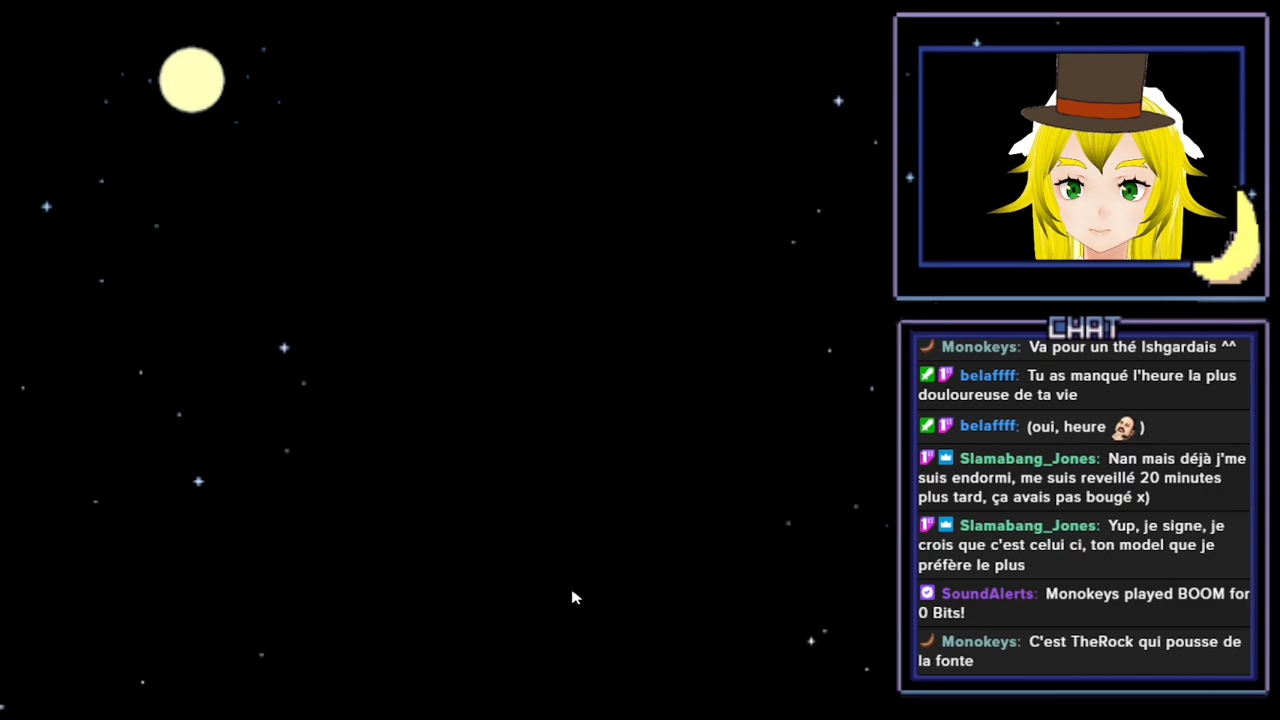 CHAT
Monokeys: Va pour un thé Ishgardais ^^
belaffff: Tu as manqué l'heure la plus
douloureuse de ta vie
belaffff: (oui, heure )
Slamabang_Jones: Nan mais déjà j'me
suis endormi, me suis reveillé 20 minutes
plus tard, ça avais pas bougé x)
Slamabang_Jones: Yup, je signe, je
crois que c'est celui ci, ton model que je
préfère le plus
SoundAlerts: Monokeys played BOOM for
0 Bits!
Monokeys: C'est TheRock qui pousse de
la fonte